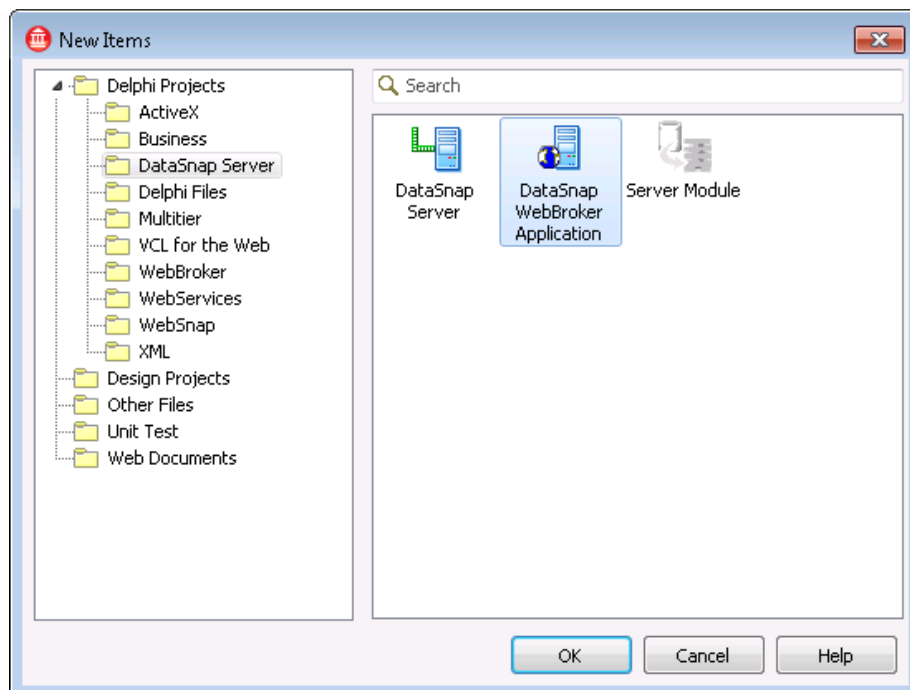 New Items
Delphi Projects
ActiveX
Business
DataSnap Server
Delphi Files
Multitier
VCL for the Web
WebBroker
WebServices
WebSnap
XML
Design Projects
Other Files
Unit Test
Web Documents
Search
DataSnap
Server
DataSnap
WebBroker
Application
Server Module
OK
Cancel
Help